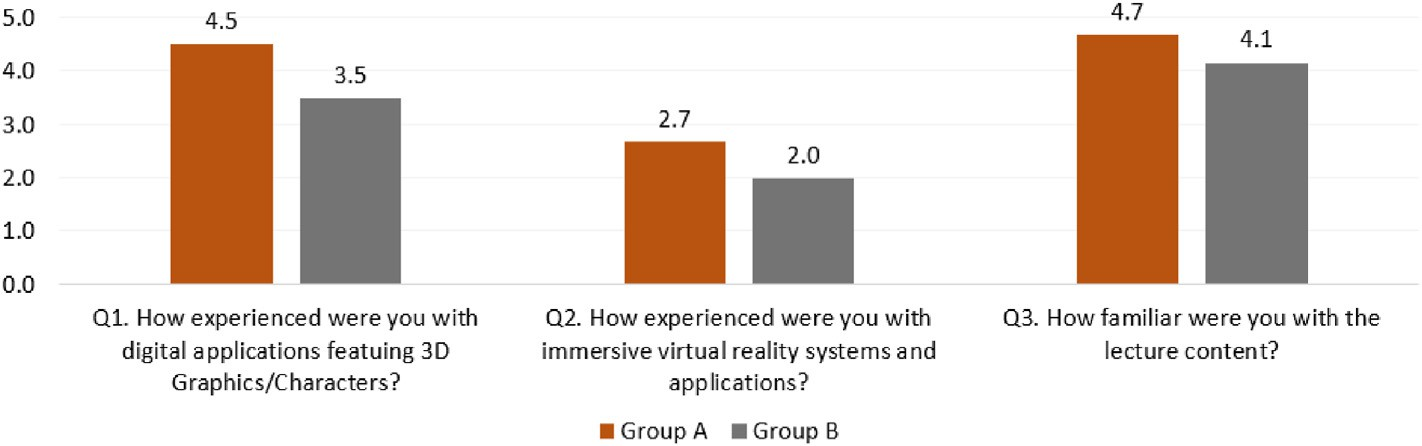 5.0
4.0
3.0
2.0
1.0
0.0
4.5
3.5
2.7
2.0
4.7
4.1
Q1. How experienced were you with
digital applications featuing 3D
Graphics/Characters?
Q2. How experienced were you with
immersive virtual reality systems and
applications?
Q3. How familiar were you with the
lecture content?
Group A
Group B